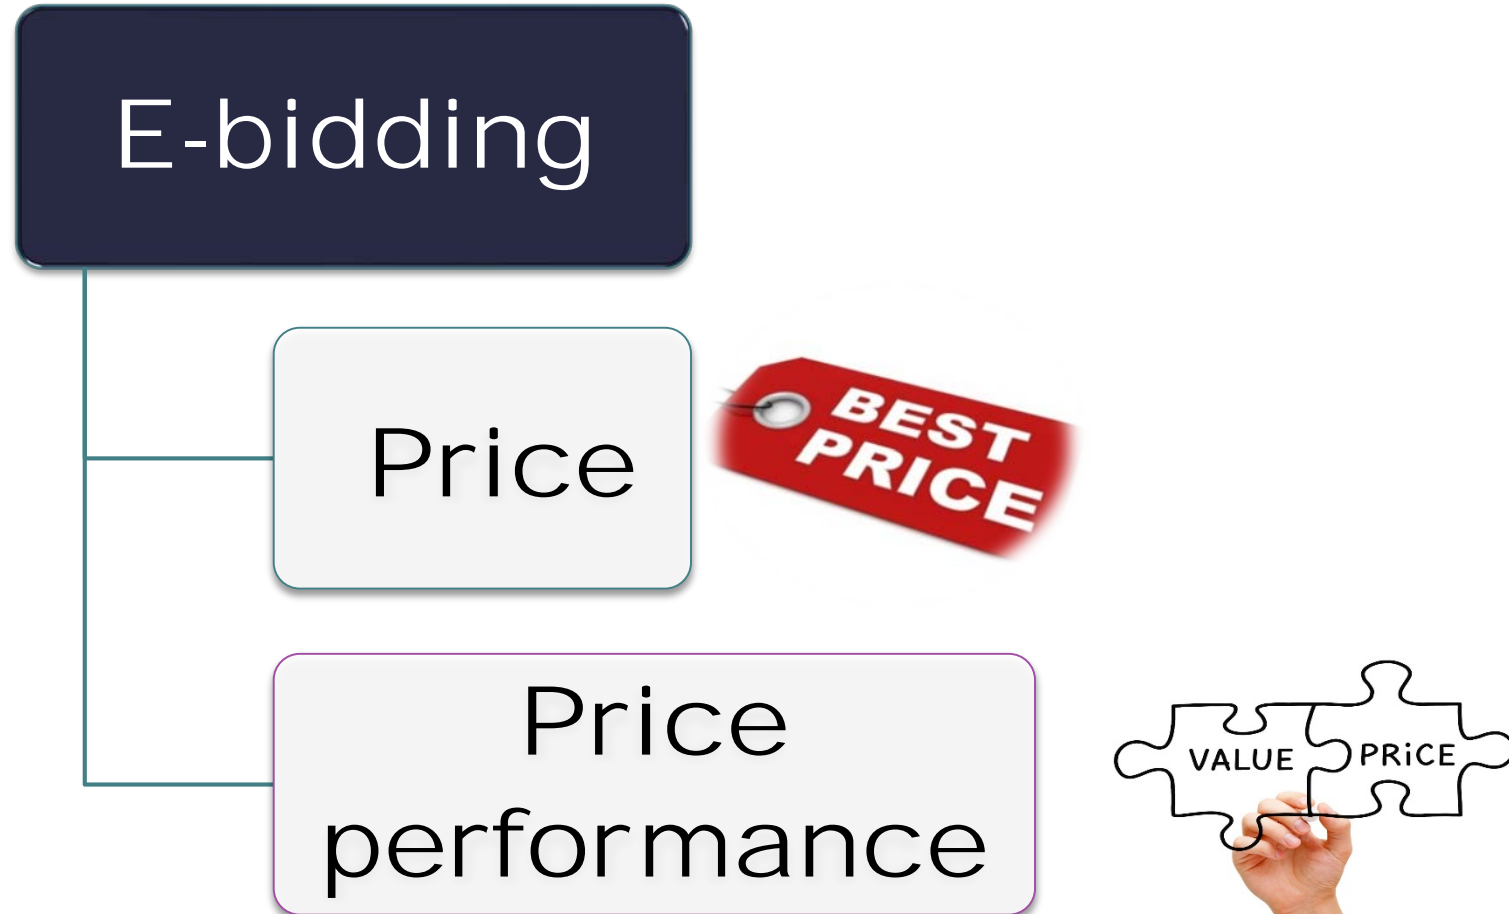 E-bidding
Price
BEST
PRICE
Price
performance
VALUE
PRiCE